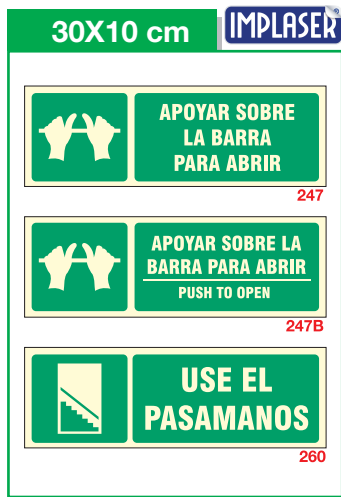 30X10 cm
IMPLASER
APOYAR SOBRE
LA BARRA
PARA ABRIR
247
APOYAR SOBRE LA
BARRA PARA ABRIR
PUSH TO OPEN
247B
USE EL
PASAMANOS
260